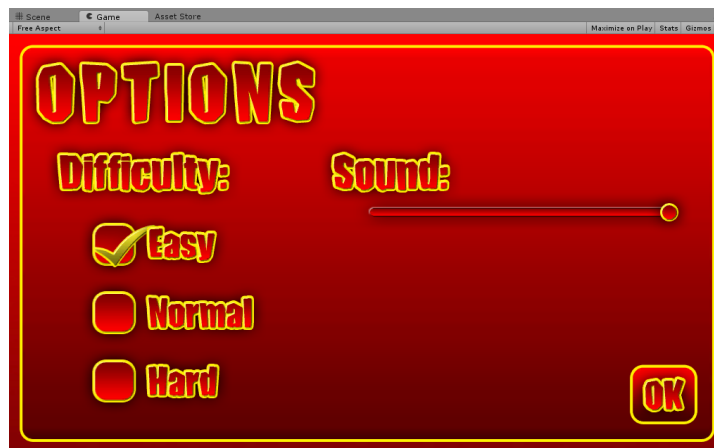 Scene Game Asset Store
Free Aspect Maximize on Play Stats Gizmos
OPTIONS
Difficulty: Sound:
Easy
Normal
Hard
OK